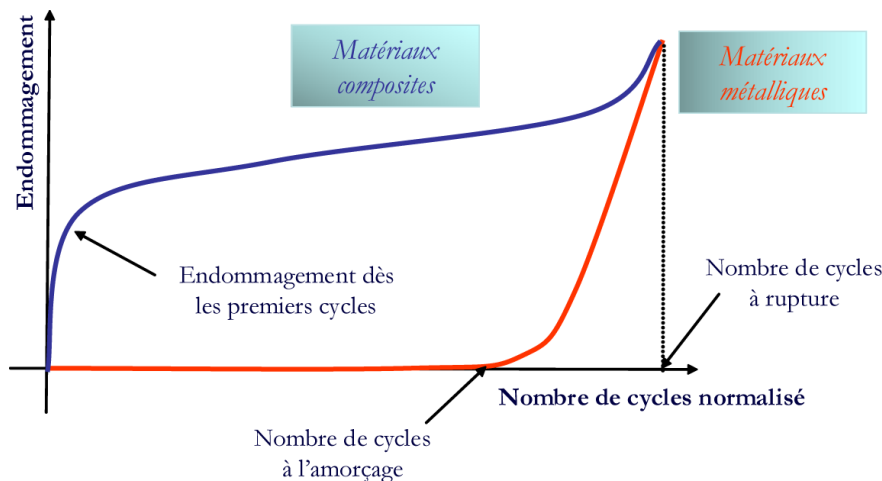 Endommagement
Matériaux
composites
Matériaux
métalliques
Endommagement dès
les premiers cycles
Nombre de cycles
à rupture
Nombre de cycles normalisé
Nombre de cycles
à l'amorçage